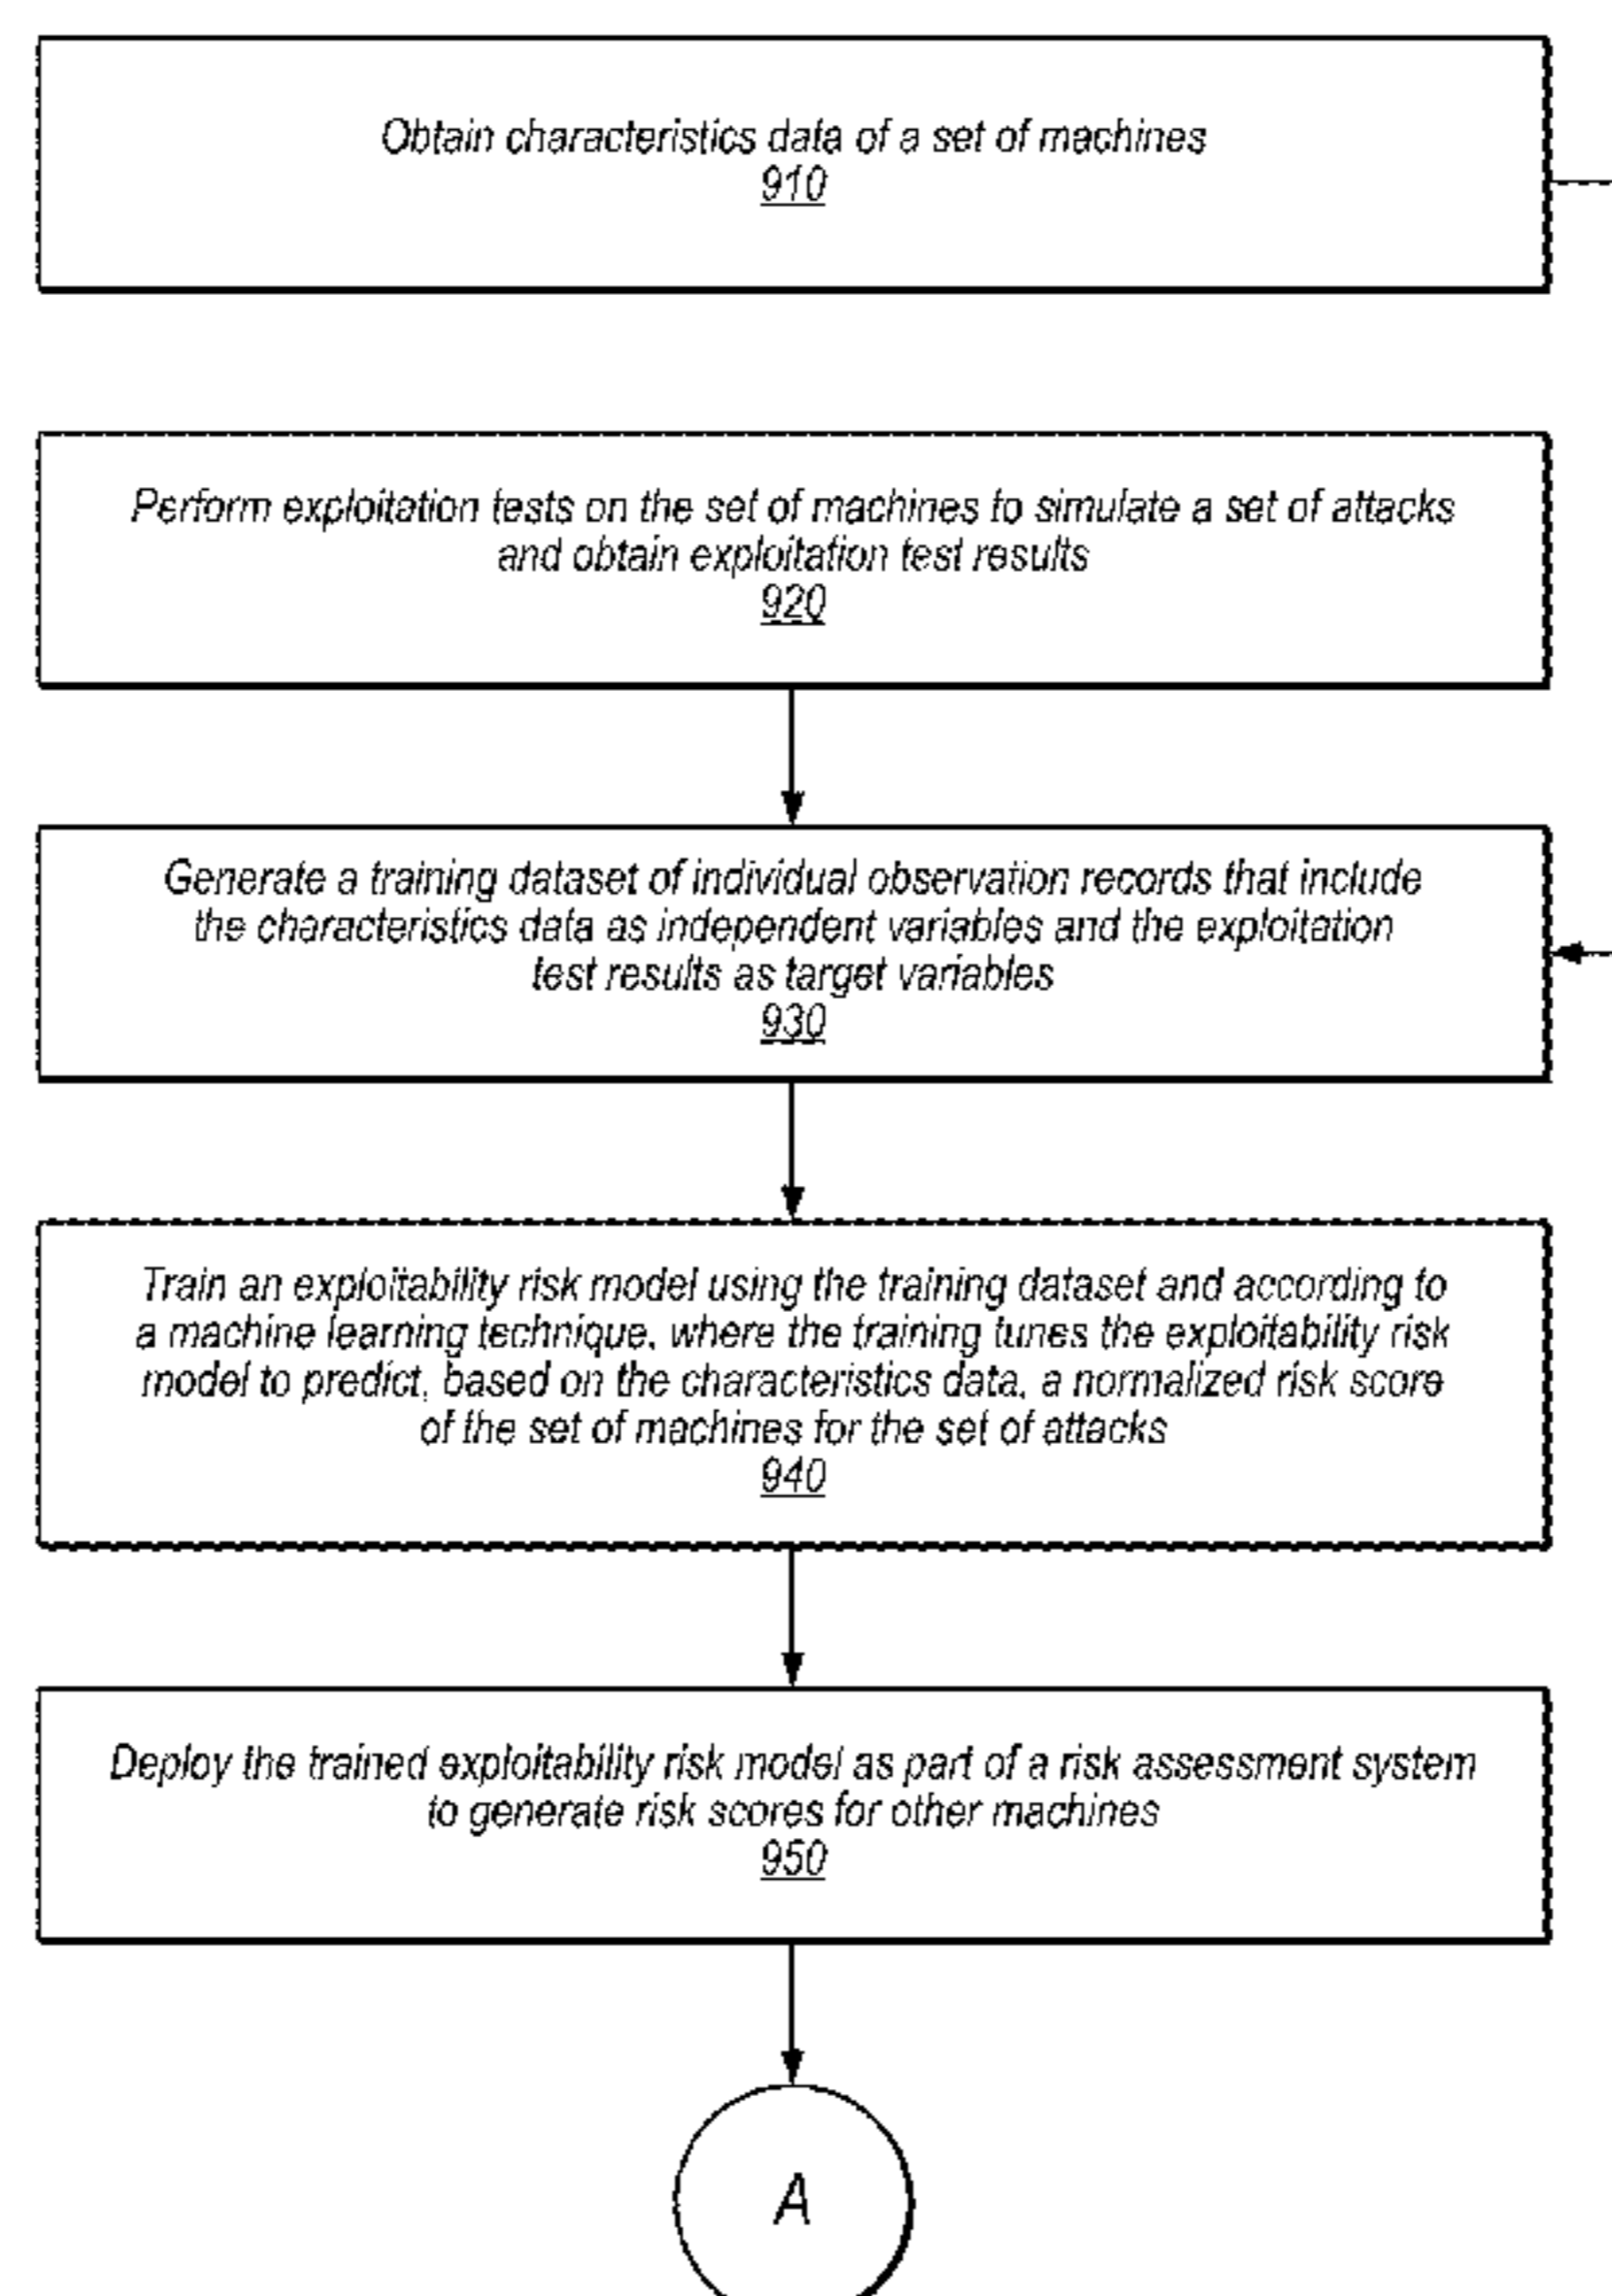 Obtain characteristics data of a set of machines
910
Perform exploitation tests on the set of machines to simulate a set of attacks
and obtain exploitation test results
920
Generate a training dataset of individual observation records that include
the characteristics data as independent variables and the exploitation
test results as target variables
930
Train an exploitability risk model using the training dataset and according to
a machine learning technique, where the training tunes the exploitability risk
model to predict, based on the characteristics data, a normalized risk score
of the set of machines for the set of attacks
940
Deploy the trained exploitability risk model as part of a risk assessment system
to generate risk scores for other machines
950
A